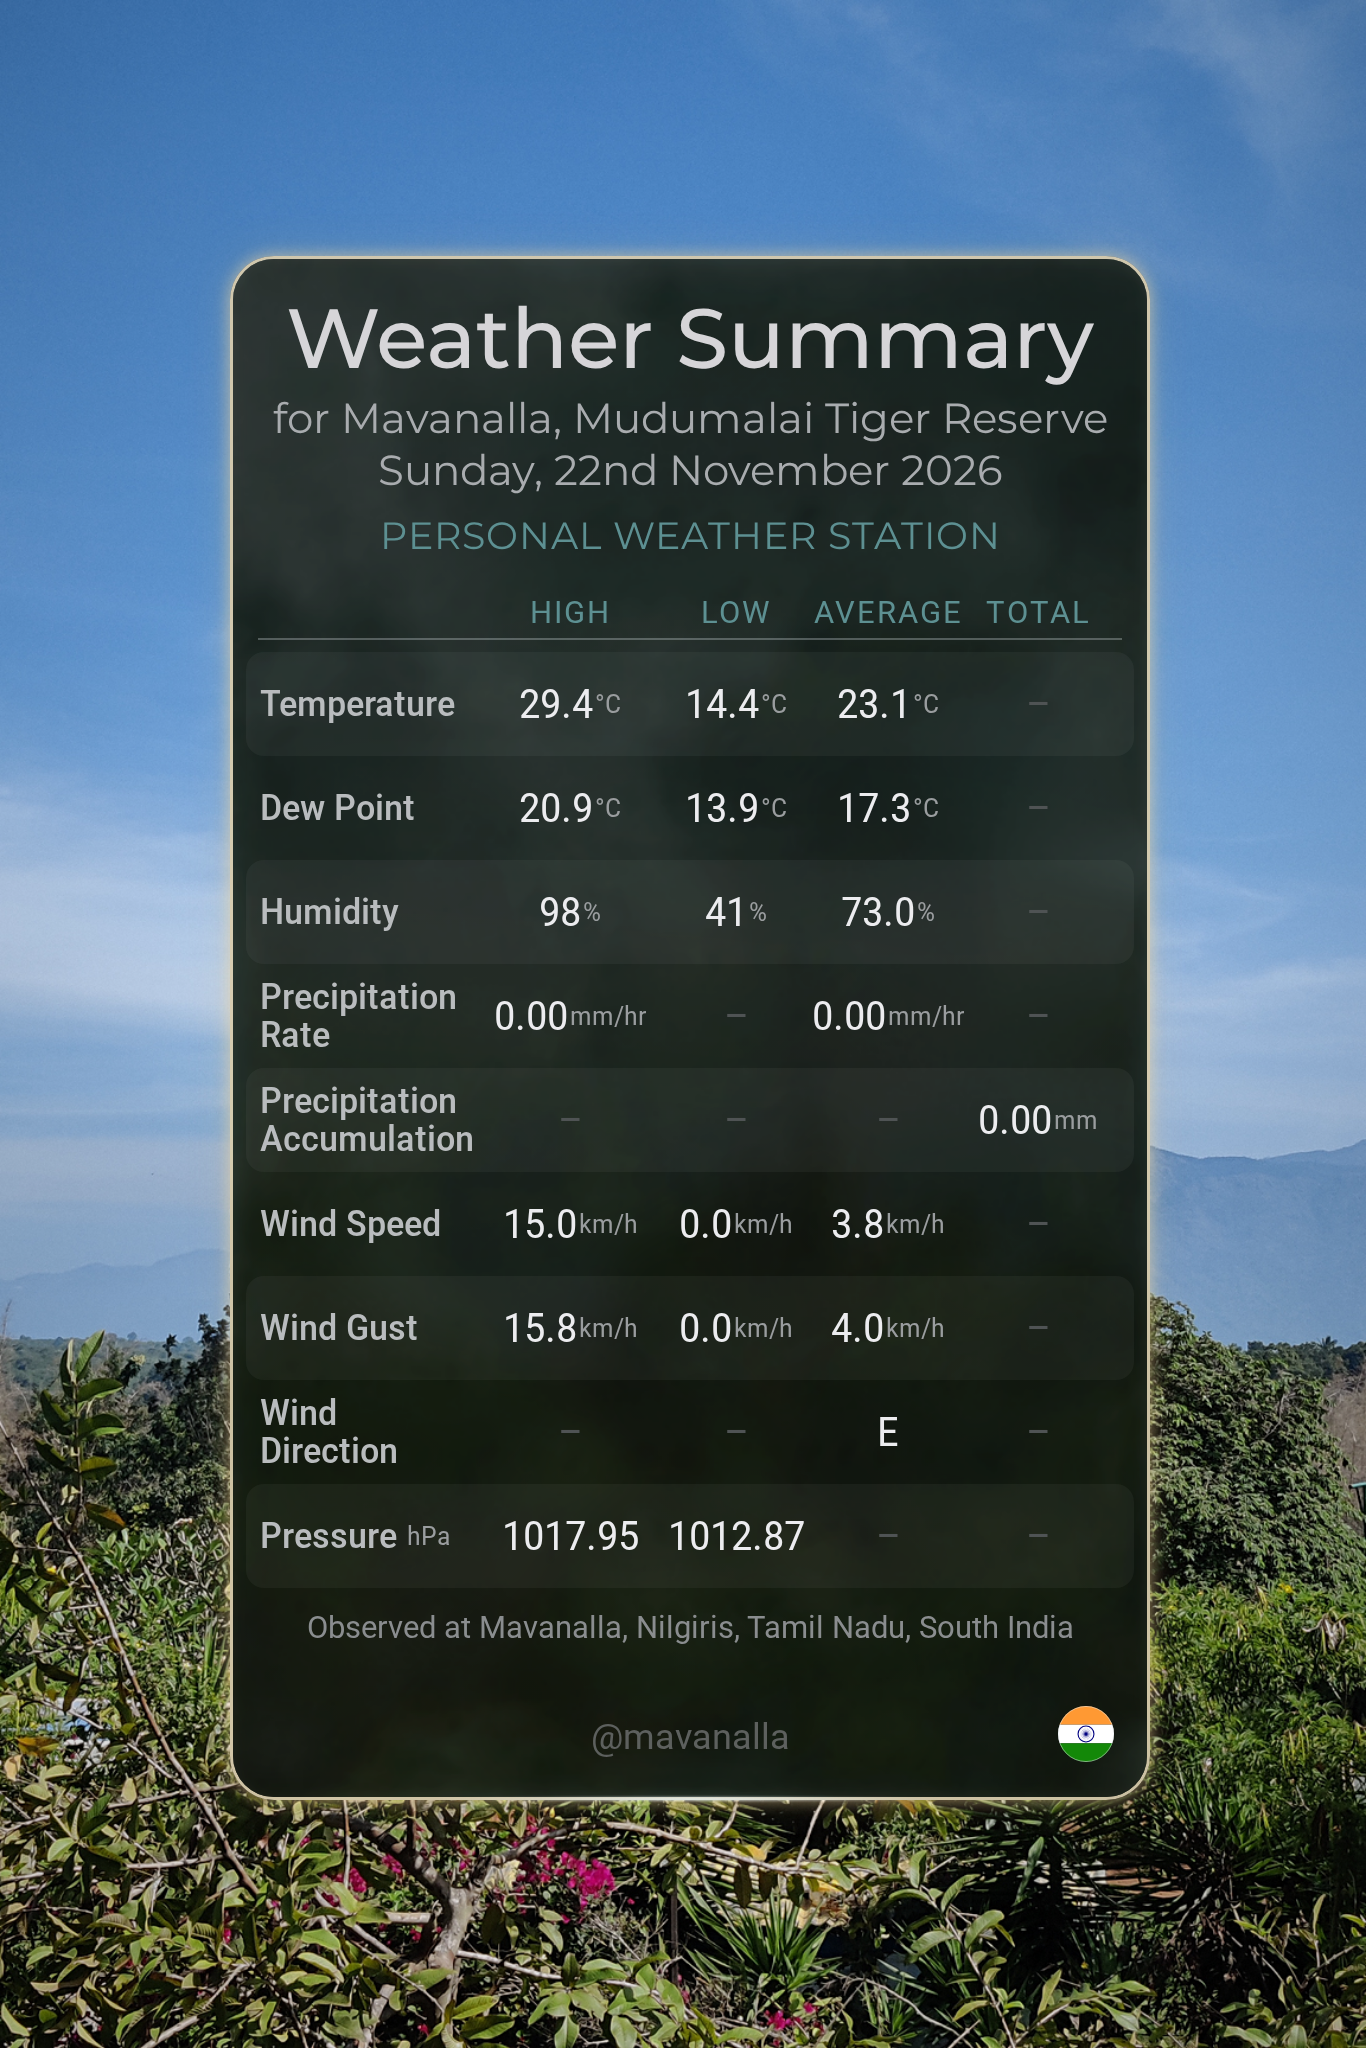 Weather Summary
for Mavanalla, Mudumalai Tiger Reserve
Sunday, 22nd November 2026
PERSONAL WEATHER STATION
HIGH LOW AVERAGE TOTAL
Temperature 29.4°C 14.4°C 23.1°C –
Dew Point 20.9°C 13.9°C 17.3°C –
Humidity 98% 41% 73.0% –
Precipitation
Rate 0.00mm/hr – 0.00mm/hr –
Precipitation
Accumulation – – – 0.00mm
Wind Speed 15.0km/h 0.0km/h 3.8km/h –
Wind Gust 15.8km/h 0.0km/h 4.0km/h –
Wind
Direction – – E –
Pressure hPa 1017.95 1012.87 – –
Observed at Mavanalla, Nilgiris, Tamil Nadu, South India
@mavanalla